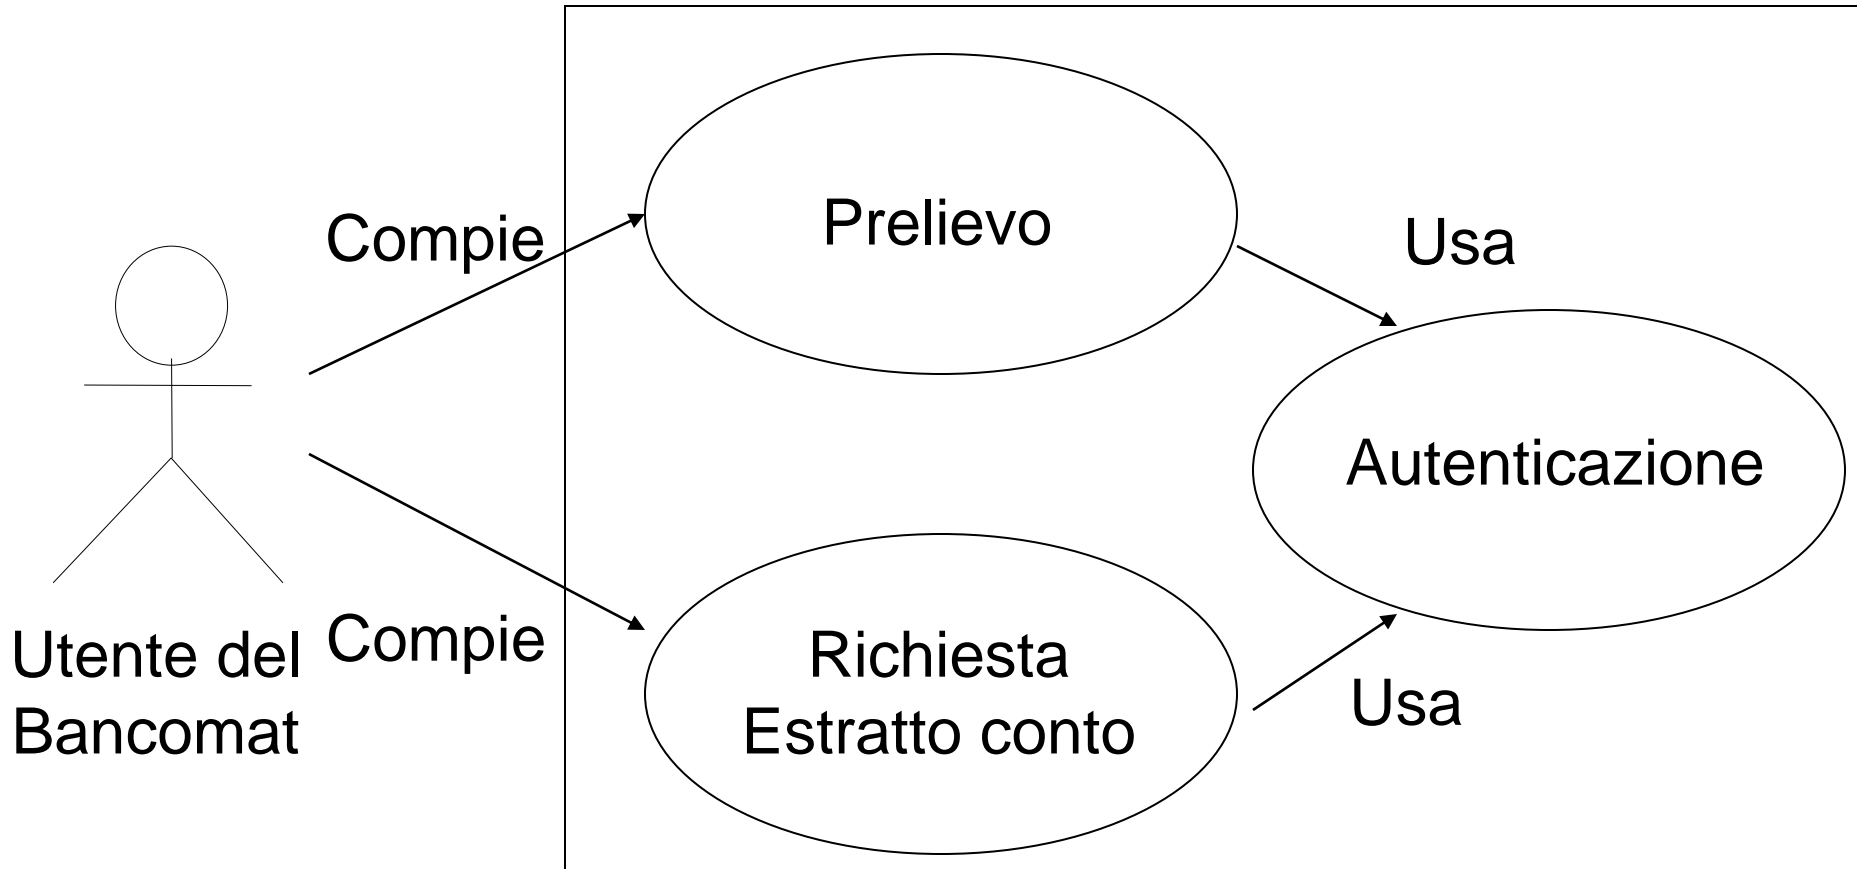 Compie
Prelievo
Usa
Autenticazione
Utente del
Bancomat
Compie
Richiesta
Estratto conto
Usa